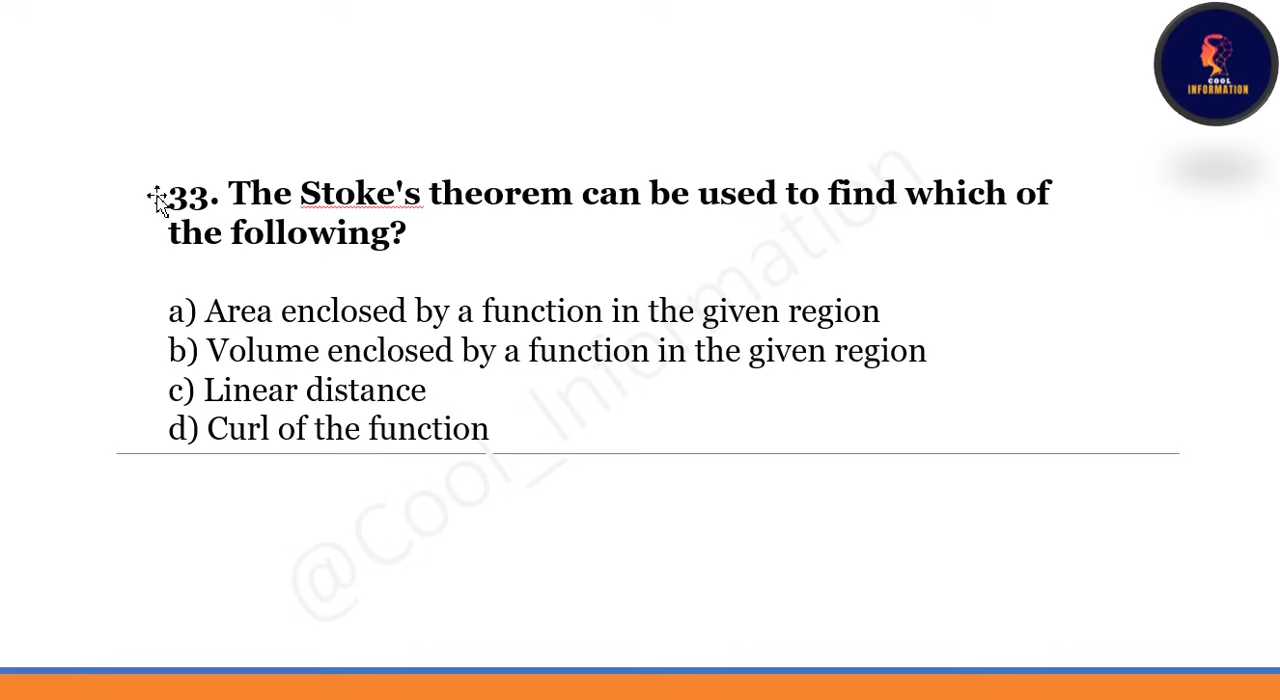 COOL
INFORMATION
33. The Stoke's theorem can be used to find which of
the following?
a) Area enclosed by a function in the given region
b) Volume enclosed by a function in the given region
c) Linear distance
d) Curl of the function
@Cool_Information